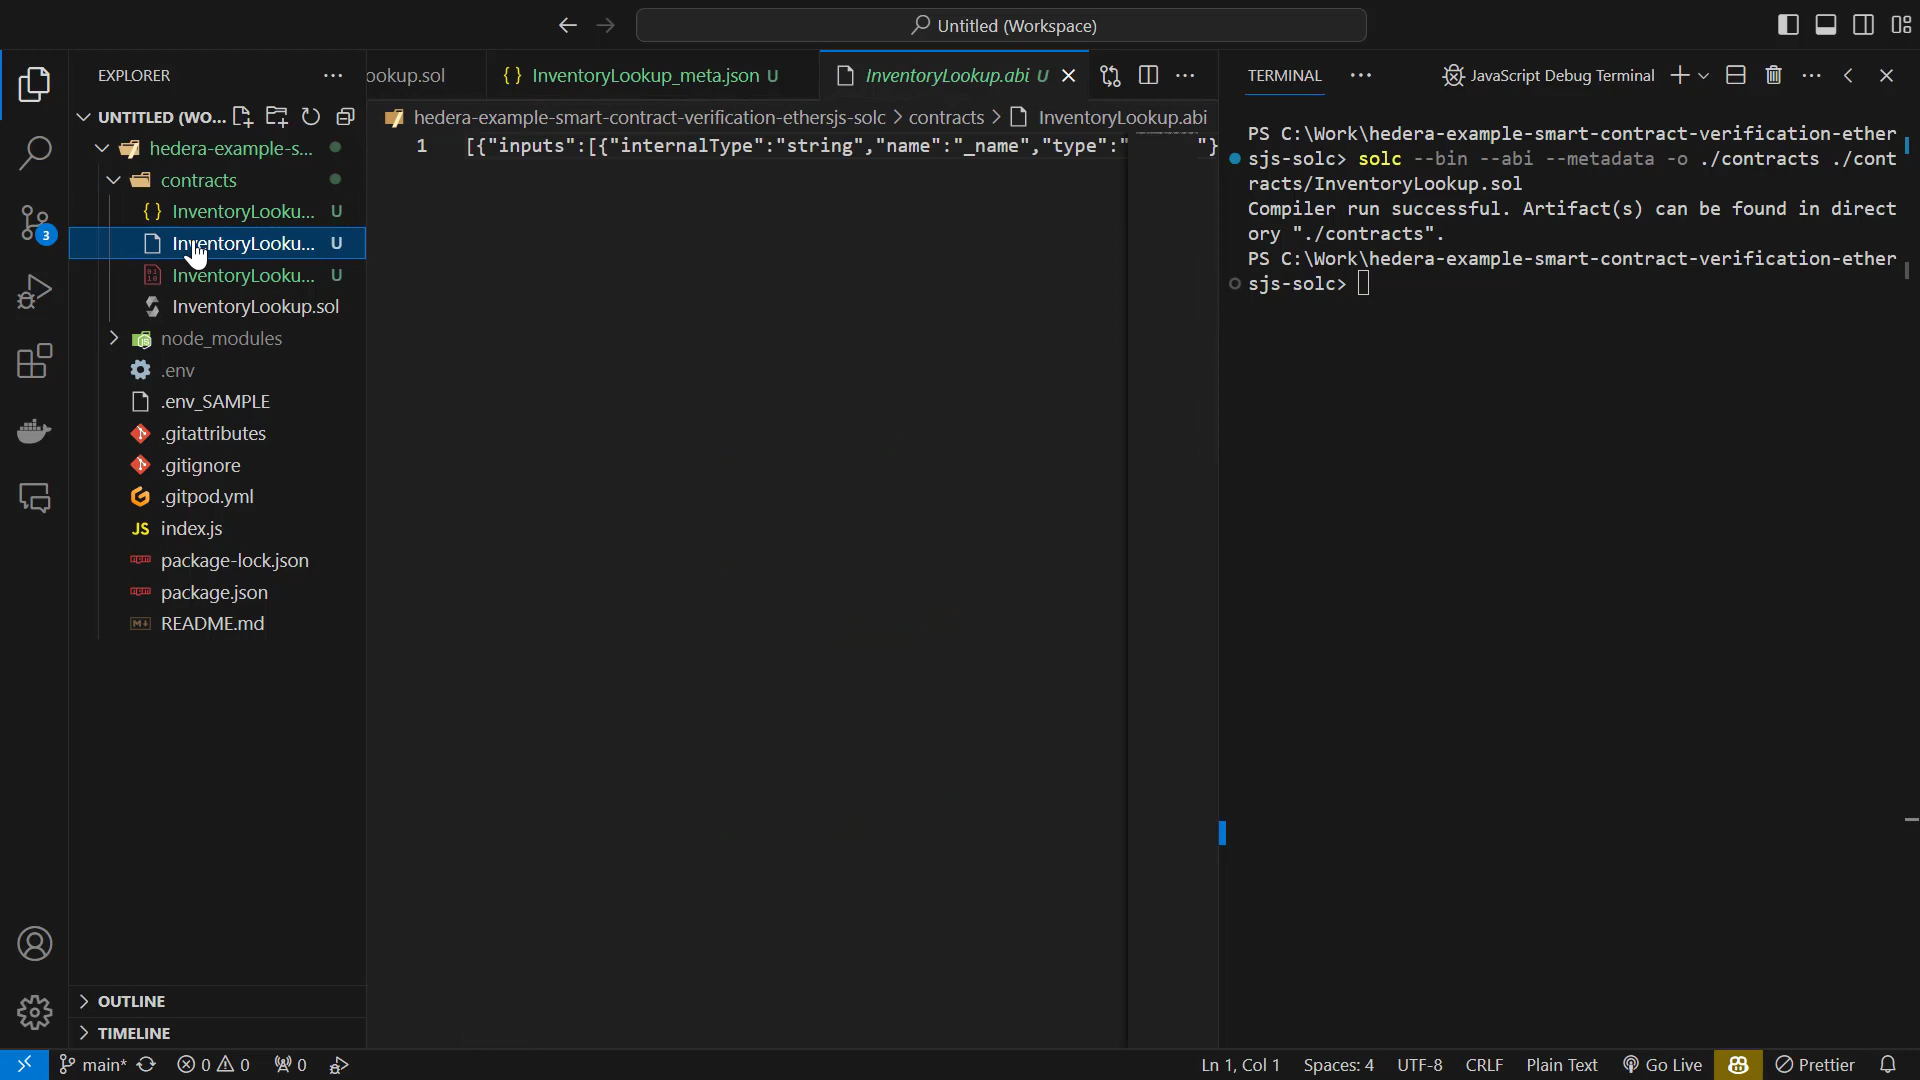 Untitled (Workspace)
EXPLORER
ookup.sol
InventoryLookup_meta.json U
InventoryLookup.abi U
TERMINAL
JavaScript Debug Terminal
UNTITLED (WO...
hedera-example-smart-contract-verification-ethersjs-solc > contracts > InventoryLookup.abi
hedera-example-s...
contracts
InventoryLooku... U
InventoryLooku... U
InventoryLooku... U
InventoryLookup.sol
node_modules
.env
.env_SAMPLE
.gitattributes
.gitignore
.gitpod.yml
JS index.js
package-lock.json
package.json
README.md
OUTLINE
TIMELINE
1 [{"inputs":[{"internalType":"string","name":"_name","type":" "}
PS C:\Work\hedera-example-smart-contract-verification-ether
sjs-solc> solc --bin --abi --metadata -o ./contracts ./cont
racts/InventoryLookup.sol
Compiler run successful. Artifact(s) can be found in direct
ory "./contracts".
PS C:\Work\hedera-example-smart-contract-verification-ether
sjs-solc>
3
main* 0 0 0 Ln 1, Col 1 Spaces: 4 UTF-8 CRLF Plain Text Go Live Prettier